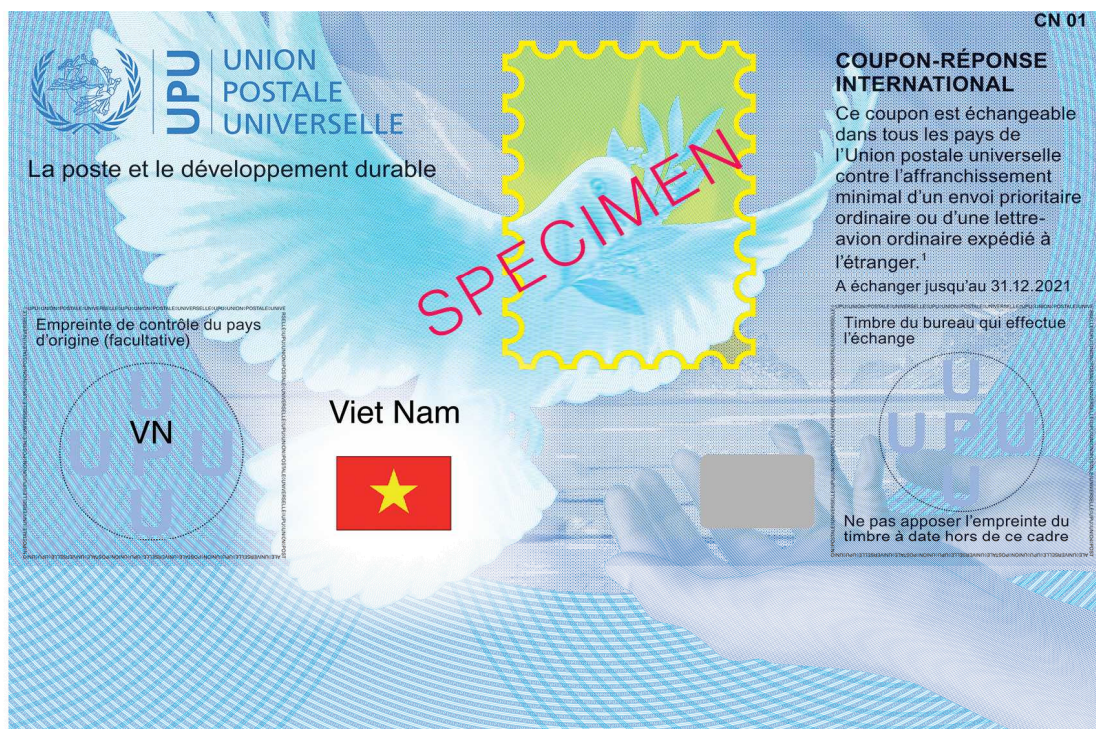 CN 01
UPU
UNION
POSTALE
UNIVERSELLE
La poste et le développement durable
COUPON-RÉPONSE
INTERNATIONAL
Ce coupon est échangeable
dans tous les pays de
l'Union postale universelle
contre l'affranchissement
minimal d'un envoi prioritaire
ordinaire ou d'une lettre-
avion ordinaire expédié à
l'étranger.¹
A échanger jusqu'au 31.12.2021
SPECIMEN
Empreinte de contrôle du pays
d'origine (facultative)
VN
U
UPU
U
Viet Nam
Timbre du bureau qui effectue
l'échange
U
UPU
U
Ne pas apposer l'empreinte du
timbre à date hors de ce cadre